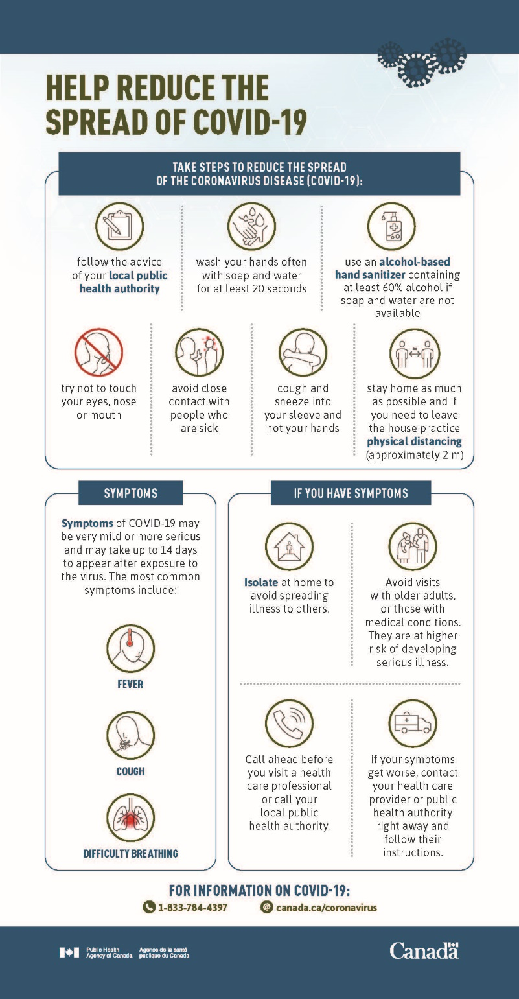 HELP REDUCE THE
SPREAD OF COVID-19
TAKE STEPS TO REDUCE THE SPREAD
OF THE CORONAVIRUS DISEASE (COVID-19):
follow the advice
of your local public
health authority
wash your hands often
with soap and water
for at least 20 seconds
use an alcohol-based
hand sanitizer containing
at least 60% alcohol if
soap and water are not
available
try not to touch
your eyes, nose
or mouth
avoid close
contact with
people who
are sick
cough and
sneeze into
your sleeve and
not your hands
stay home as much
as possible and if
you need to leave
the house practice
physical distancing
(approximately 2 m)
SYMPTOMS
Symptoms of COVID-19 may
be very mild or more serious
and may take up to 14 days
to appear after exposure to
the virus. The most common
symptoms include:
FEVER
COUGH
DIFFICULTY BREATHING
IF YOU HAVE SYMPTOMS
Isolate at home to
avoid spreading
illness to others.
Avoid visits
with older adults,
or those with
medical conditions.
They are at higher
risk of developing
serious illness.
Call ahead before
you visit a health
care professional
or call your
local public
health authority.
If your symptoms
get worse, contact
your health care
provider or public
health authority
right away and
follow their
instructions.
FOR INFORMATION ON COVID-19:
1-833-784-4397
@ canada.ca/coronavirus
Public Health
Agency of Canada
Agence de la santé
publique du Canada
Canada